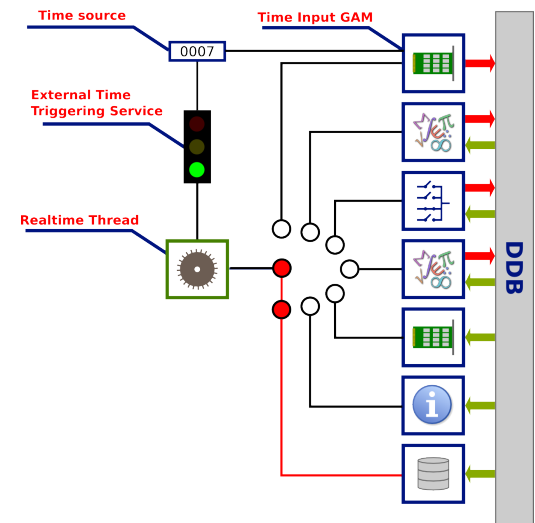 Time source
Time Input GAM
0007
External Time
Triggering Service
Realtime Thread
DDB